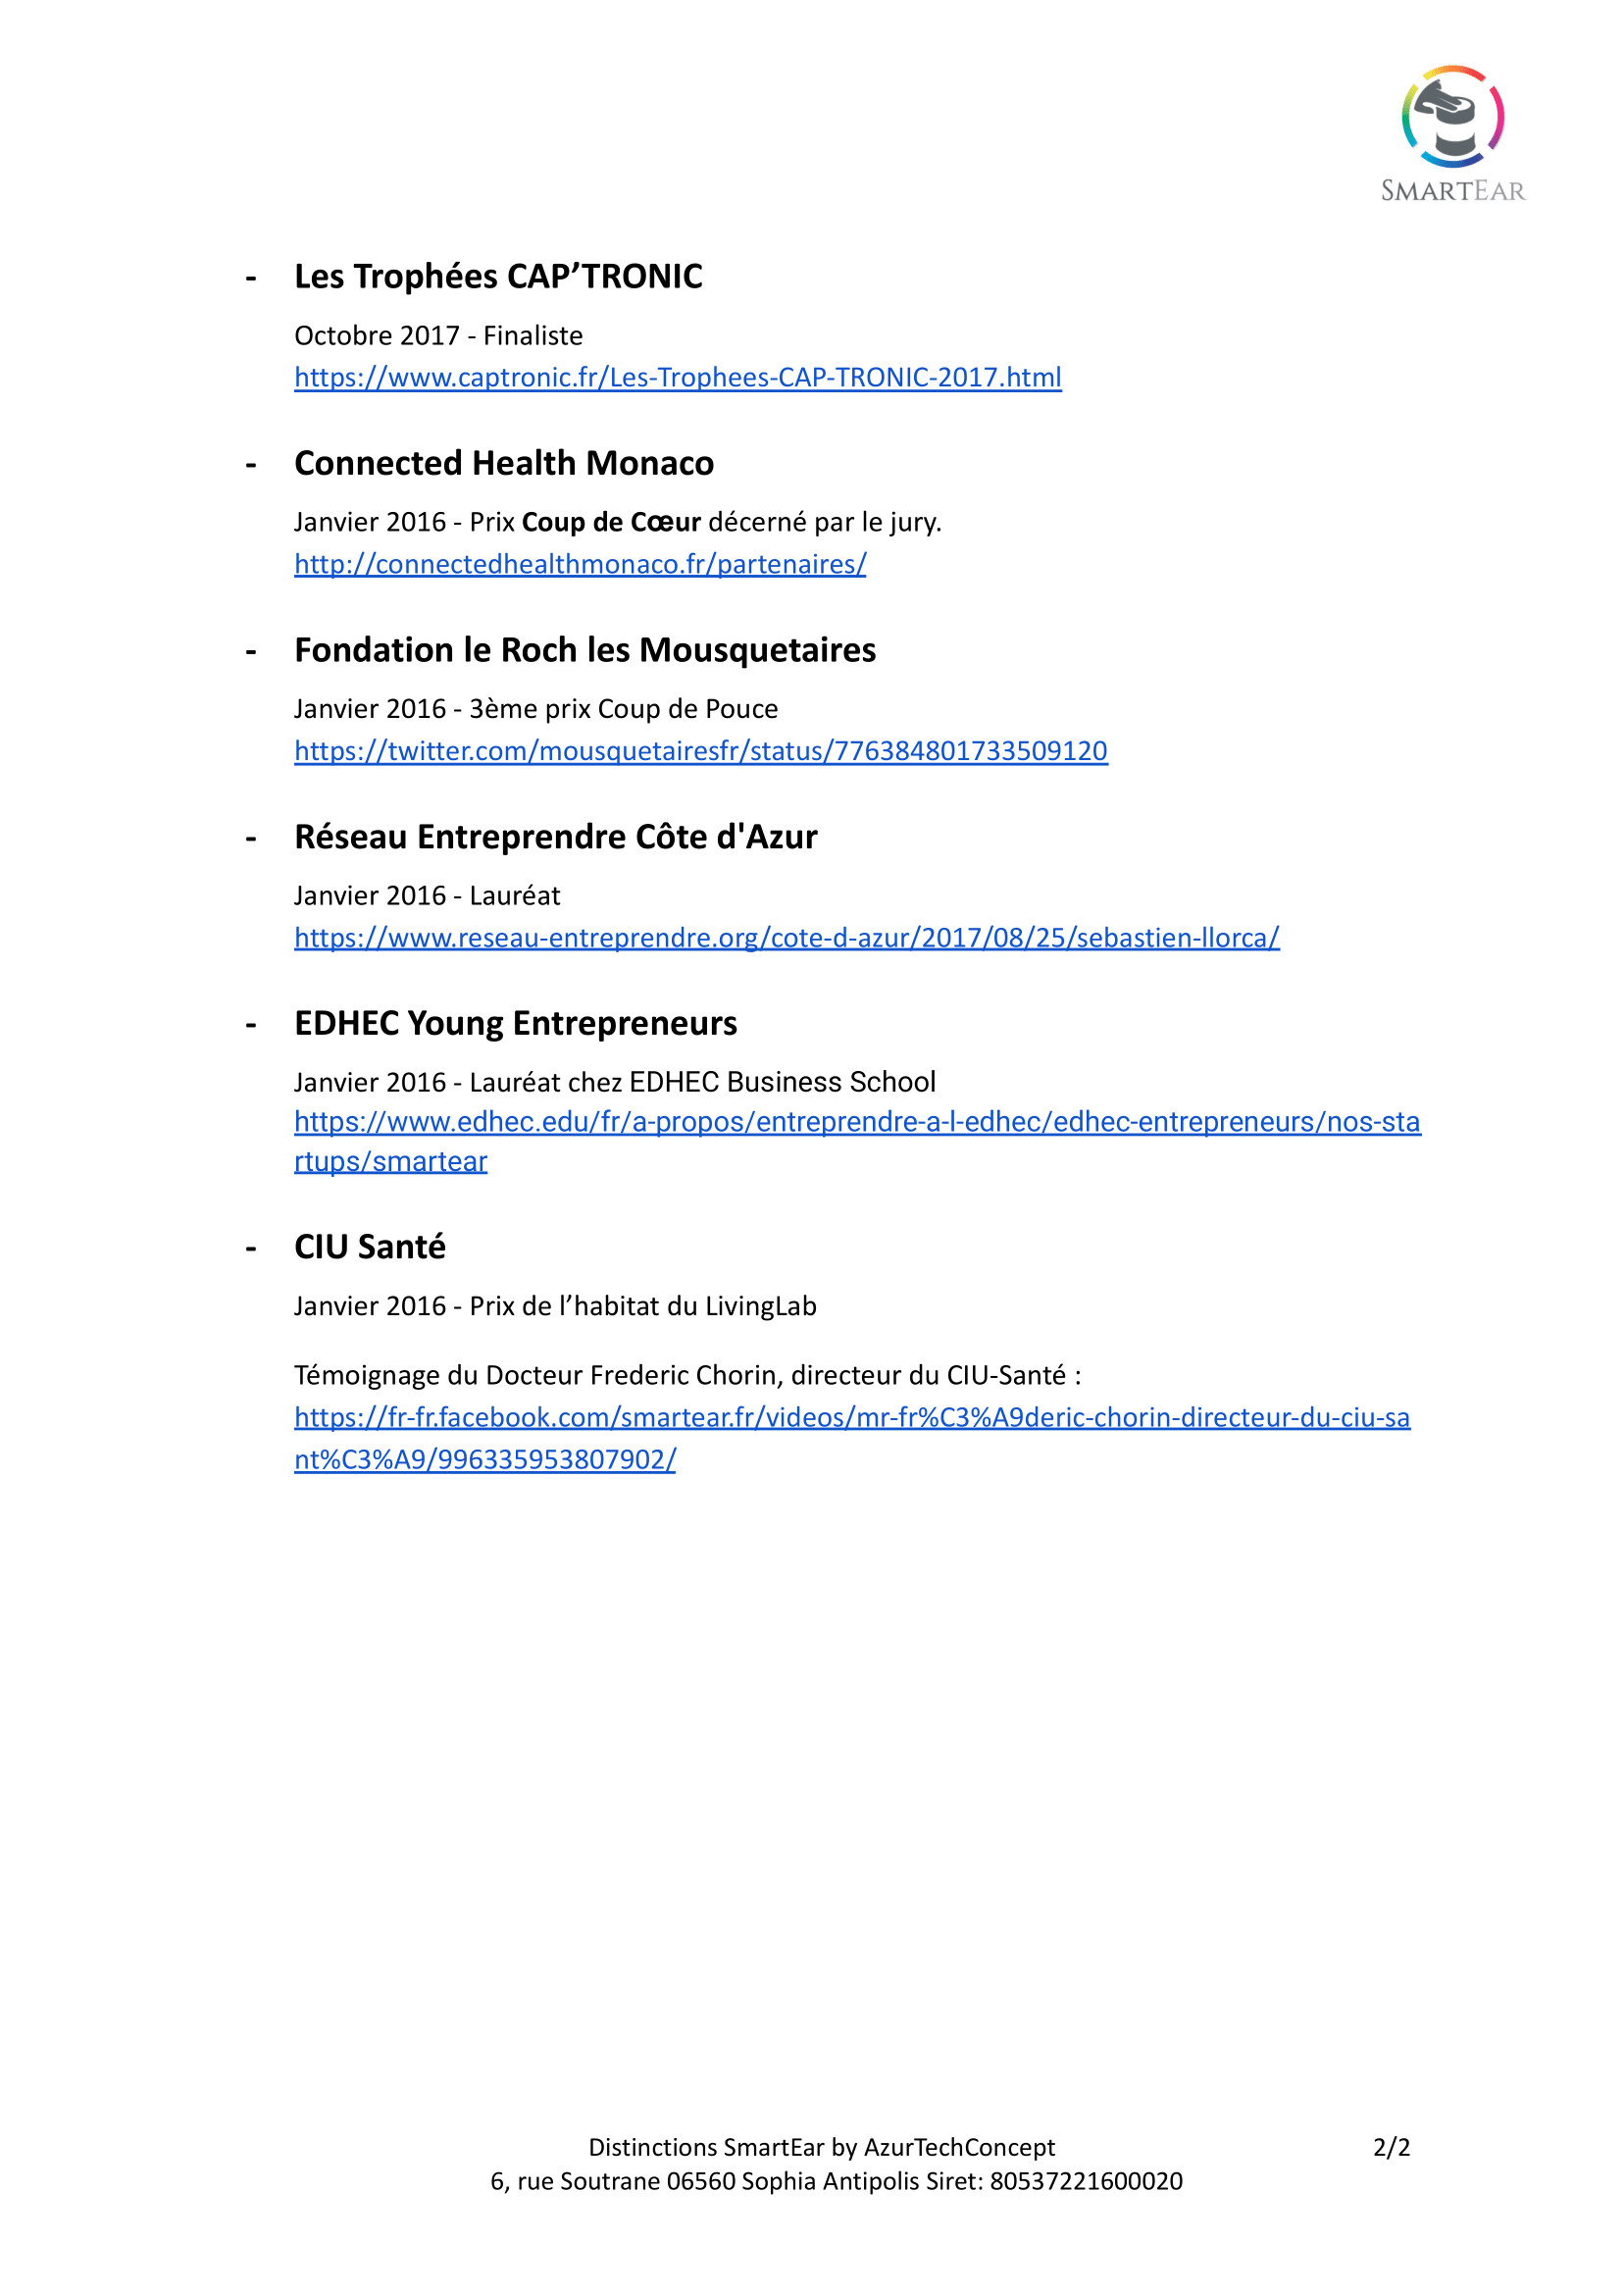 SMARTEAR
- Les Trophées CAP’TRONIC
Octobre 2017 - Finaliste
https://www.captronic.fr/Les-Trophees-CAP-TRONIC-2017.html
- Connected Health Monaco
Janvier 2016 - Prix Coup de Cœur décerné par le jury.
http://connectedhealthmonaco.fr/partenaires/
- Fondation le Roch les Mousquetaires
Janvier 2016 - 3ème prix Coup de Pouce
https://twitter.com/mousquetairesfr/status/776384801733509120
- Réseau Entreprendre Côte d'Azur
Janvier 2016 - Lauréat
https://www.reseau-entreprendre.org/cote-d-azur/2017/08/25/sebastien-llorca/
- EDHEC Young Entrepreneurs
Janvier 2016 - Lauréat chez EDHEC Business School
https://www.edhec.edu/fr/a-propos/entreprendre-a-l-edhec/edhec-entrepreneurs/nos-sta
rtups/smartear
- CIU Santé
Janvier 2016 - Prix de l’habitat du LivingLab
Témoignage du Docteur Frederic Chorin, directeur du CIU-Santé :
https://fr-fr.facebook.com/smartear.fr/videos/mr-fr%C3%A9deric-chorin-directeur-du-ciu-sa
nt%C3%A9/996335953807902/
Distinctions SmartEar by AzurTechConcept 2/2
6, rue Soutrane 06560 Sophia Antipolis Siret: 80537221600020